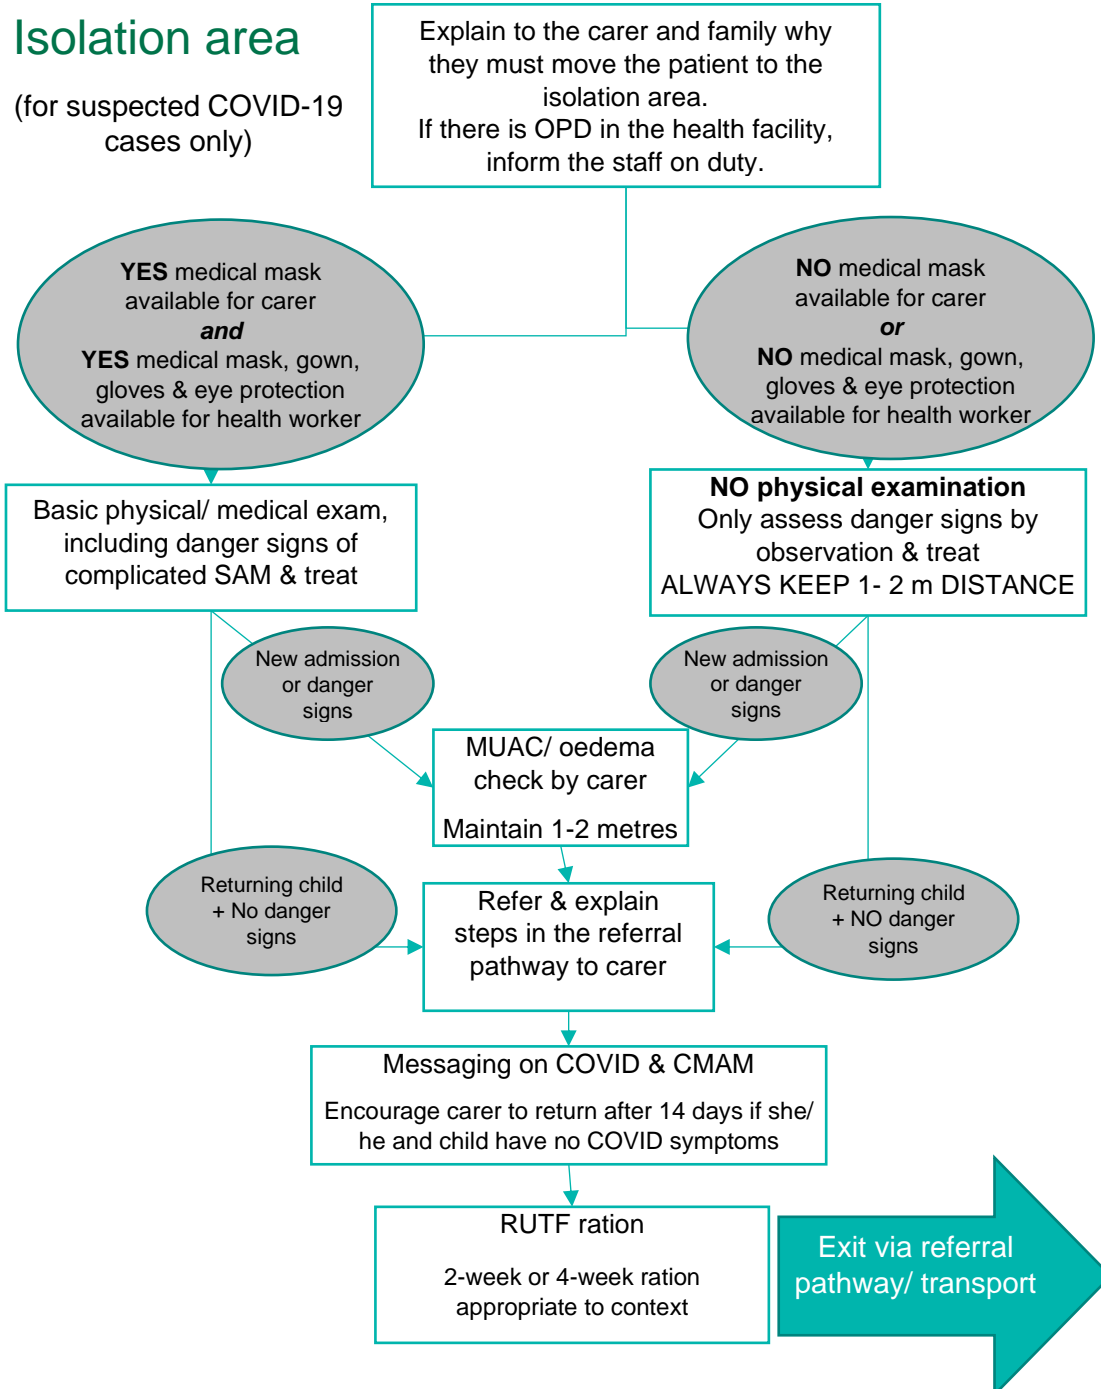 Isolation area
(for suspected COVID-19
cases only)
Explain to the carer and family why
they must move the patient to the
isolation area.
If there is OPD in the health facility,
inform the staff on duty.
YES medical mask
available for carer
and
YES medical mask, gown,
gloves & eye protection
available for health worker
NO medical mask
available for carer
or
NO medical mask, gown,
gloves & eye protection
available for health worker
Basic physical/ medical exam,
including danger signs of
complicated SAM & treat
NO physical examination
Only assess danger signs by
observation & treat
ALWAYS KEEP 1- 2 m DISTANCE
New admission
or danger
signs
New admission
or danger
signs
MUAC/ oedema
check by carer
Maintain 1-2 metres
Returning child
+ No danger
signs
Refer & explain
steps in the referral
pathway to carer
Returning child
+ NO danger
signs
Messaging on COVID & CMAM
Encourage carer to return after 14 days if she/
he and child have no COVID symptoms
RUTF ration
2-week or 4-week ration
appropriate to context
Exit via referral
pathway/ transport